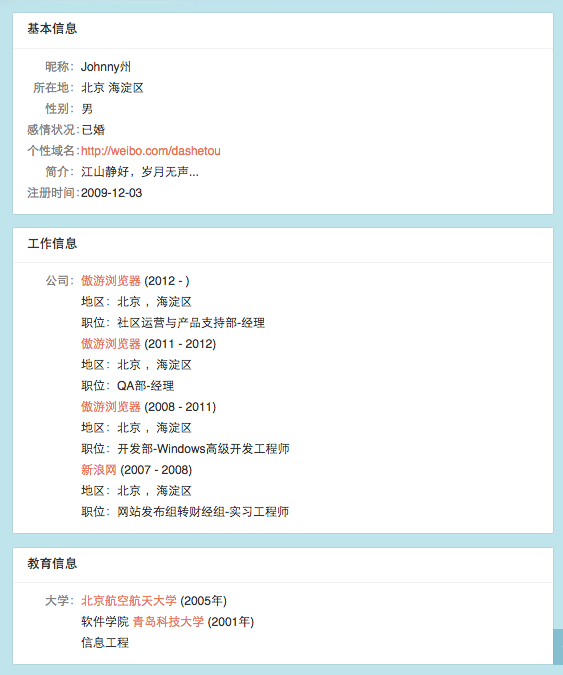 基本信息
昵称： Johnny州
所在地： 北京 海淀区
性别： 男
感情状况：已婚
个性域名：http://weibo.com/dashetou
简介： 江山静好，岁月无声...
注册时间：2009-12-03
工作信息
公司： 傲游浏览器 (2012 - )
地区：北京 ，海淀区
职位：社区运营与产品支持部-经理
傲游浏览器 (2011 - 2012)
地区：北京 ，海淀区
职位：QA部-经理
傲游浏览器 (2008 - 2011)
地区：北京 ，海淀区
职位：开发部-Windows高级开发工程师
新浪网 (2007 - 2008)
地区：北京 ，海淀区
职位：网站发布组转财经组-实习工程师
教育信息
大学： 北京航空航天大学 (2005年)
软件学院 青岛科技大学 (2001年)
信息工程